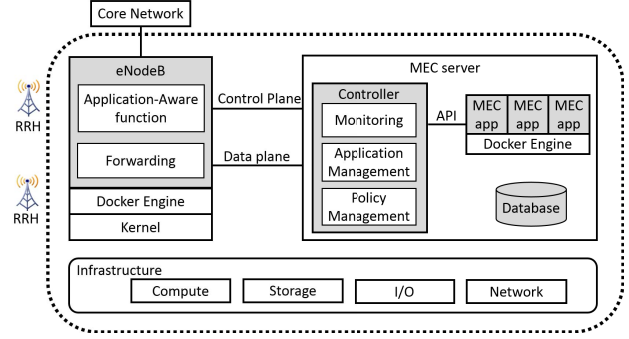 Core Network
eNodeB
Application-Aware
function
Forwarding
Docker Engine
Kernel
RRH
RRH
Control Plane
Data plane
MEC server
Controller
Monitoring
Application
Management
Policy
Management
API
MEC MEC MEC
app app app
Docker Engine
Database
Infrastructure
Compute Storage I/O Network